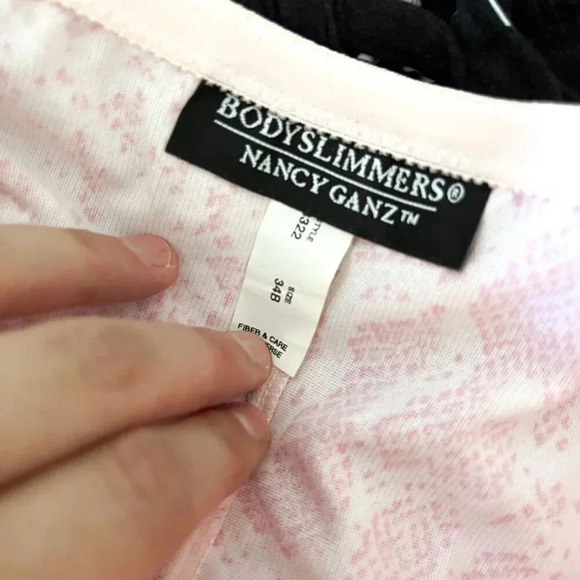 BODYSLIMMERS®
NANCY GANZ™
STYLE
322
SIZE
34B
FIBER & CARE